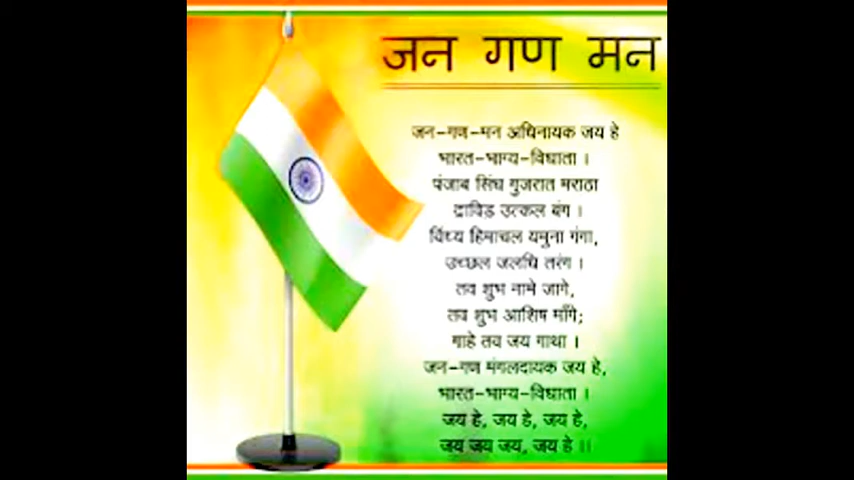 जन गण मन
जन-गण-मन अधिनायक जय हे
भारत-भाग्य-विधाता ।
पंजाब सिंध गुजरात मराठा
द्राविड़ उत्कल बंग ।
विंध्य हिमाचल यमुना गंगा,
उच्छल जलधि तरंग ।
तव शुभ नामे जागे,
तव शुभ आशिष माँगे;
गाहे तव जय गाथा ।
जन-गण मंगलदायक जय हे,
भारत-भाग्य-विधाता ।
जय हे, जय हे, जय हे,
जय जय जय, जय हे ।।